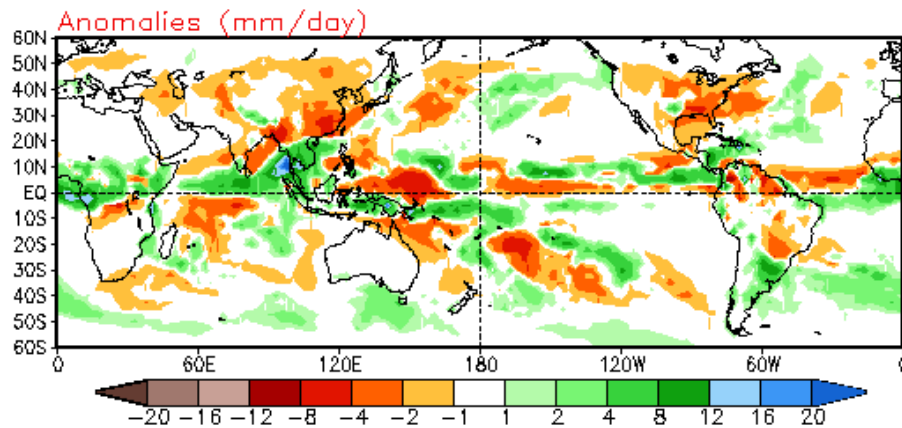 Anomalies (mm/day)
60N
50N
40N
30N
20N
10N
EQ
10S
20S
30S
40S
50S
60S
0 60E 120E 180 120W 60W 0
−20 −16 −12 −8 −4 −2 −1 1 2 4 8 12 16 20